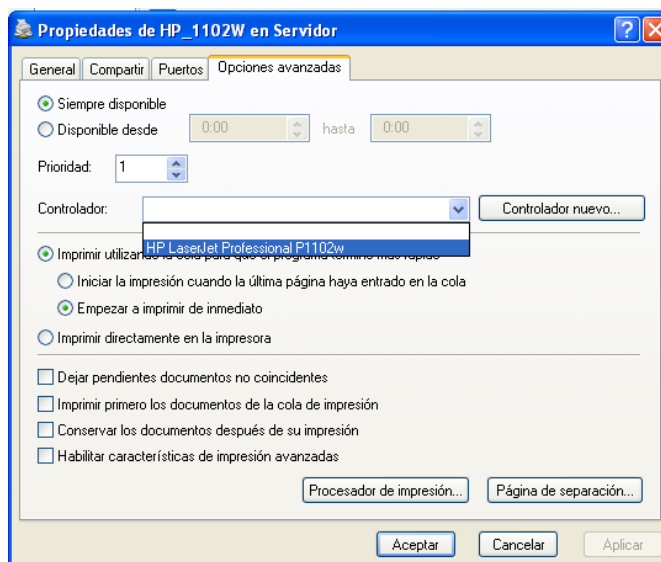 Propiedades de HP_1102W en Servidor
General Compartir Puertos Opciones avanzadas
Siempre disponible
Disponible desde 0:00 hasta 0:00
Prioridad: 1
Controlador: Controlador nuevo...
HP LaserJet Professional P1102w
Imprimir utilizando la cola para que el programa termine más rápido
Iniciar la impresión cuando la última página haya entrado en la cola
Empezar a imprimir de inmediato
Imprimir directamente en la impresora
Dejar pendientes documentos no coincidentes
Imprimir primero los documentos de la cola de impresión
Conservar los documentos después de su impresión
Habilitar características de impresión avanzadas
Procesador de impresión... Página de separación...
Aceptar Cancelar Aplicar